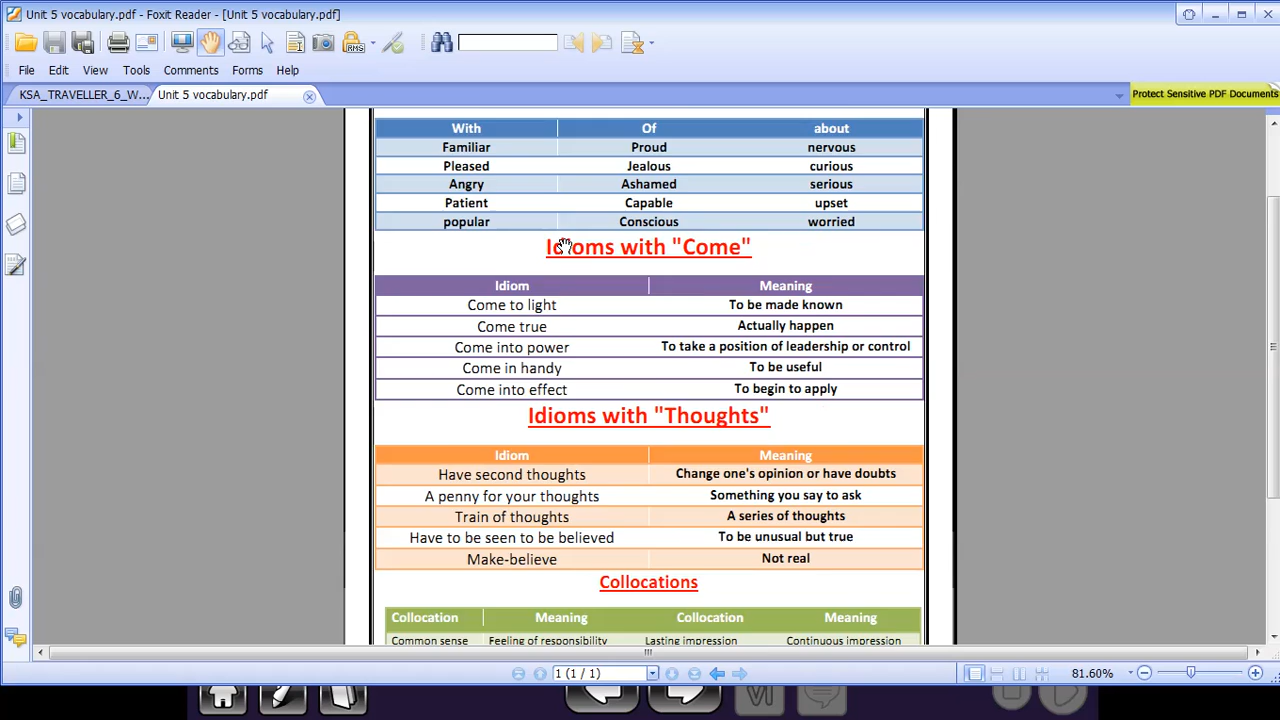 Unit 5 vocabulary.pdf - Foxit Reader - [Unit 5 vocabulary.pdf]
RMS
File Edit View Tools Comments Forms Help
KSA_TRAVELLER_6_W... Unit 5 vocabulary.pdf
Protect Sensitive PDF Documents
With Of about
Familiar Proud nervous
Pleased Jealous curious
Angry Ashamed serious
Patient Capable upset
popular Conscious worried
Idioms with "Come"
Idiom Meaning
Come to light To be made known
Come true Actually happen
Come into power To take a position of leadership or control
Come in handy To be useful
Come into effect To begin to apply
Idioms with "Thoughts"
Idiom Meaning
Have second thoughts Change one's opinion or have doubts
A penny for your thoughts Something you say to ask
Train of thoughts A series of thoughts
Have to be seen to be believed To be unusual but true
Make-believe Not real
Collocations
Collocation Meaning Collocation Meaning
Common sense Feeling of responsibility Lasting impression Continuous impression
1 (1 / 1)
81.60%